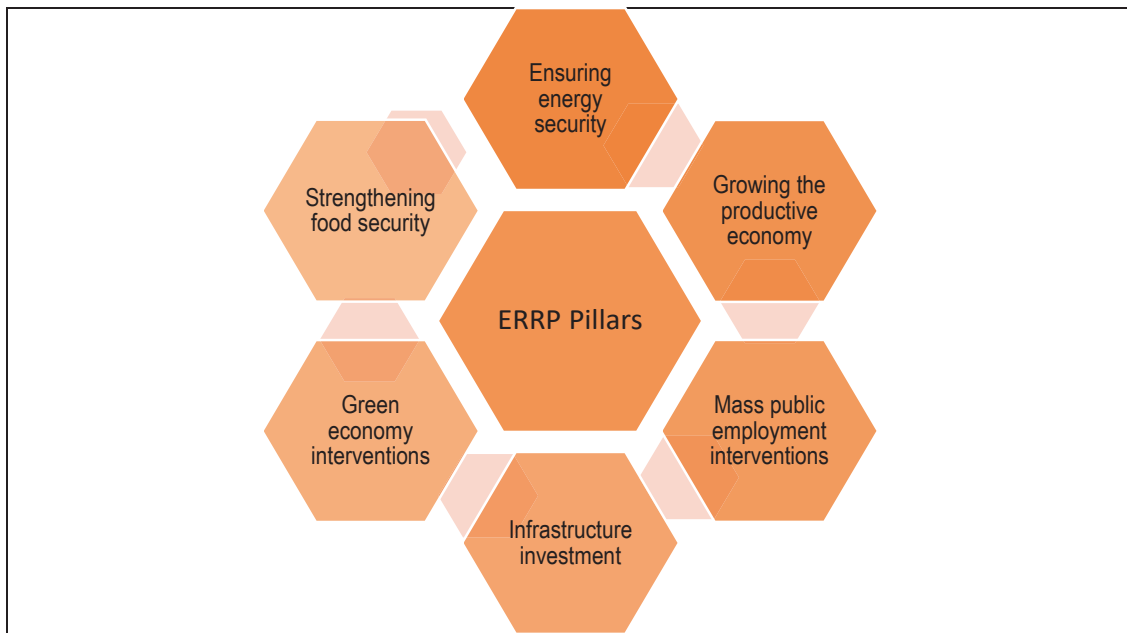 Ensuring
energy
security
Growing the
productive
economy
Mass public
employment
interventions
Infrastructure
investment
Green
economy
interventions
Strengthening
food security
ERRP Pillars